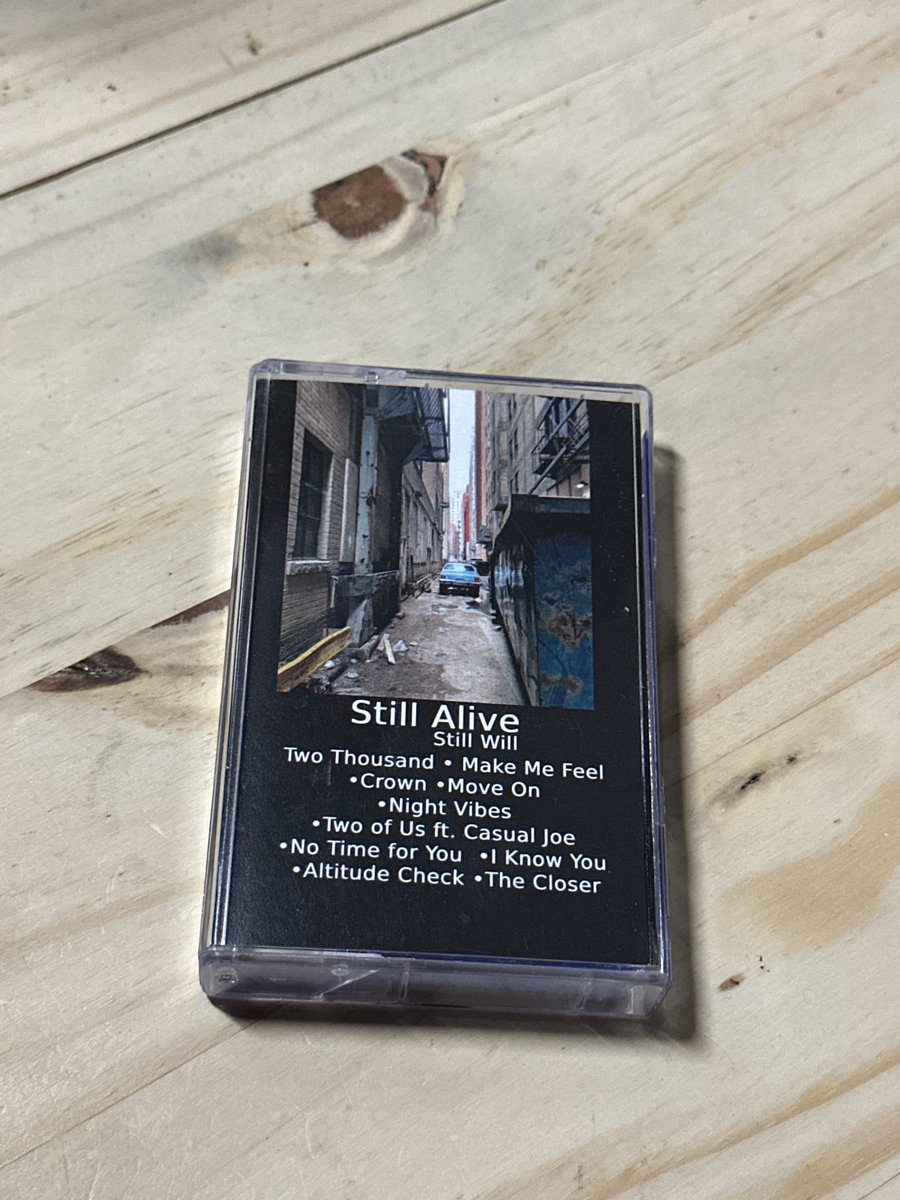 Still Alive
Still Will
Two Thousand • Make Me Feel
•Crown •Move On
•Night Vibes
•Two of Us ft. Casual Joe
•No Time for You •I Know You
•Altitude Check •The Closer